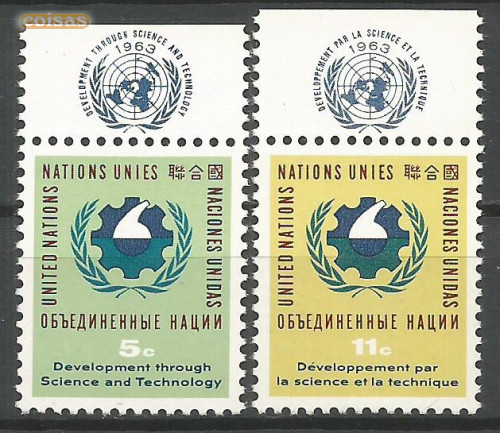 coisas
DEVELOPMENT THROUGH SCIENCE AND TECHNOLOGY
1963
NATIONS UNIES 聯合國
UNITED NATIONS
NACIONES UNIDAS
ОБЪЕДИНЕННЫЕ НАЦИИ
5c
Development through
Science and Technology
DÉVELOPPEMENT PAR LA SCIENCE ET LA TECHNIQUE
1963
NATIONS UNIES 聯合國
UNITED NATIONS
NACIONES UNIDAS
ОБЪЕДИНЕННЫЕ НАЦИИ
11c
Développement par
la science et la technique